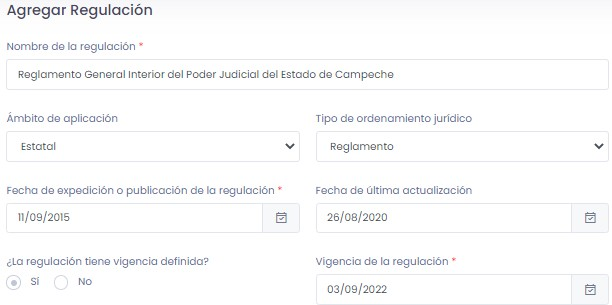 Agregar Regulación
Nombre de la regulación *
Reglamento General Interior del Poder Judicial del Estado de Campeche
Ámbito de aplicación
Tipo de ordenamiento jurídico
Estatal
Reglamento
Fecha de expedición o publicación de la regulación *
Fecha de última actualización
11/09/2015
26/08/2020
¿La regulación tiene vigencia definida?
Vigencia de la regulación *
Sí
No
03/09/2022